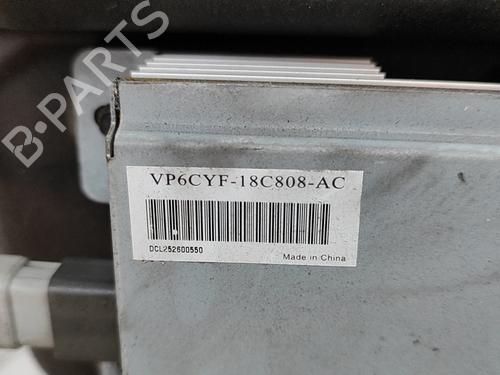 B-PARTS
VP6CYF-18C808-AC
DCL252600550
Made in China